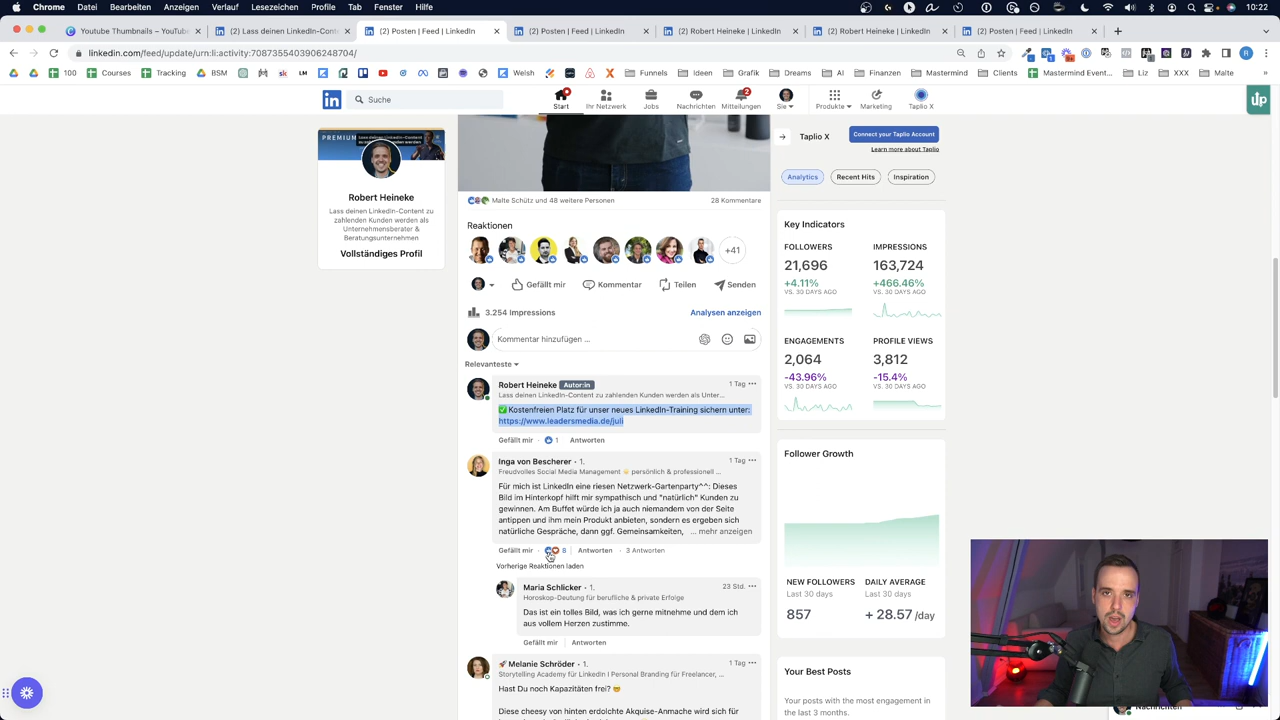 Chrome Ablage Bearbeiten Anzeigen Verlauf Lesezeichen Profile Tab Fenster Hilfe
10:22
Youtube Thumbnails – YouTube
(2) Lass deinen LinkedIn-Cont
(2) Posten | Feed | LinkedIn
(2) Posten | Feed | LinkedIn
(2) Robert Heineke | LinkedIn
(2) Robert Heineke | LinkedIn
(2) Posten | Feed | LinkedIn
linkedin.com/feed/update/urn:li:activity:7087355403906248704/
100
Courses
Tracking
BSM
LM
Welsh
Funnels
Ideen
Grafik
Dreams
AI
Finanzen
Mastermind
Clients
Mastermind Event...
Liz
XXX
Malte
Suche
Start
Ihr Netzwerk
Jobs
Nachrichten
2
Mitteilungen
Sie
Produkte
Marketing
Taplio X
up
PREMIUM
Robert Heineke
Lass deinen LinkedIn-Content zu
zahlenden Kunden werden als
Unternehmensberater &
Beratungsunternehmen
Vollständiges Profil
Malte Schütz und 48 weitere Personen
28 Kommentare
Reaktionen
+41
Gefällt mir
Kommentar
Teilen
Senden
3.254 Impressions
Analysen anzeigen
Kommentar hinzufügen ...
Relevanteste
Robert Heineke Autor:in
1 Tag
Lass deinen LinkedIn-Content zu zahlenden Kunden werden als Unter...
✅ Kostenfreien Platz für unser neues LinkedIn-Training sichern unter:
https://www.leadersmedia.de/juli
Gefällt mir · 1 Antworten
Inga von Bescherer • 1.
1 Tag
Freudvolles Social Media Management ☀️ persönlich & professionell ...
Für mich ist LinkedIn eine riesen Netzwerk-Gartenparty^^: Dieses
Bild im Hinterkopf hilft mir sympathisch und "natürlich" Kunden zu
gewinnen. Am Buffet würde ich ja auch niemandem von der Seite
antippen und ihm mein Produkt anbieten, sondern es ergeben sich
natürliche Gespräche, dann ggf. Gemeinsamkeiten, ... mehr anzeigen
Gefällt mir · 8 | Antworten · 3 Antworten
Vorherige Reaktionen laden
Maria Schlicker • 1.
23 Std.
Horoskop-Deutung für berufliche & private Erfolge
Das ist ein tolles Bild, was ich gerne mitnehme und dem ich
aus vollem Herzen zustimme.
Gefällt mir | Antworten
🚀 Melanie Schröder • 1.
1 Tag
Storytelling Academy für LinkedIn I Personal Branding für Freelancer, ...
Hast Du noch Kapazitäten frei? 🤓
Diese cheesy von hinten erdolchte Akquise-Anmache wird sich für
Taplio X
Connect your Taplio Account
Learn more about Taplio
Analytics
Recent Hits
Inspiration
Key Indicators
FOLLOWERS
IMPRESSIONS
21,696
163,724
+4.11%
+466.46%
VS. 30 DAYS AGO
VS. 30 DAYS AGO
ENGAGEMENTS
PROFILE VIEWS
2,064
3,812
-43.96%
-15.4%
VS. 30 DAYS AGO
VS. 30 DAYS AGO
Follower Growth
NEW FOLLOWERS
DAILY AVERAGE
Last 30 days
Last 30 days
857
+ 28.57 /day
Your Best Posts
Your posts with the most engagement in
the last 3 months.